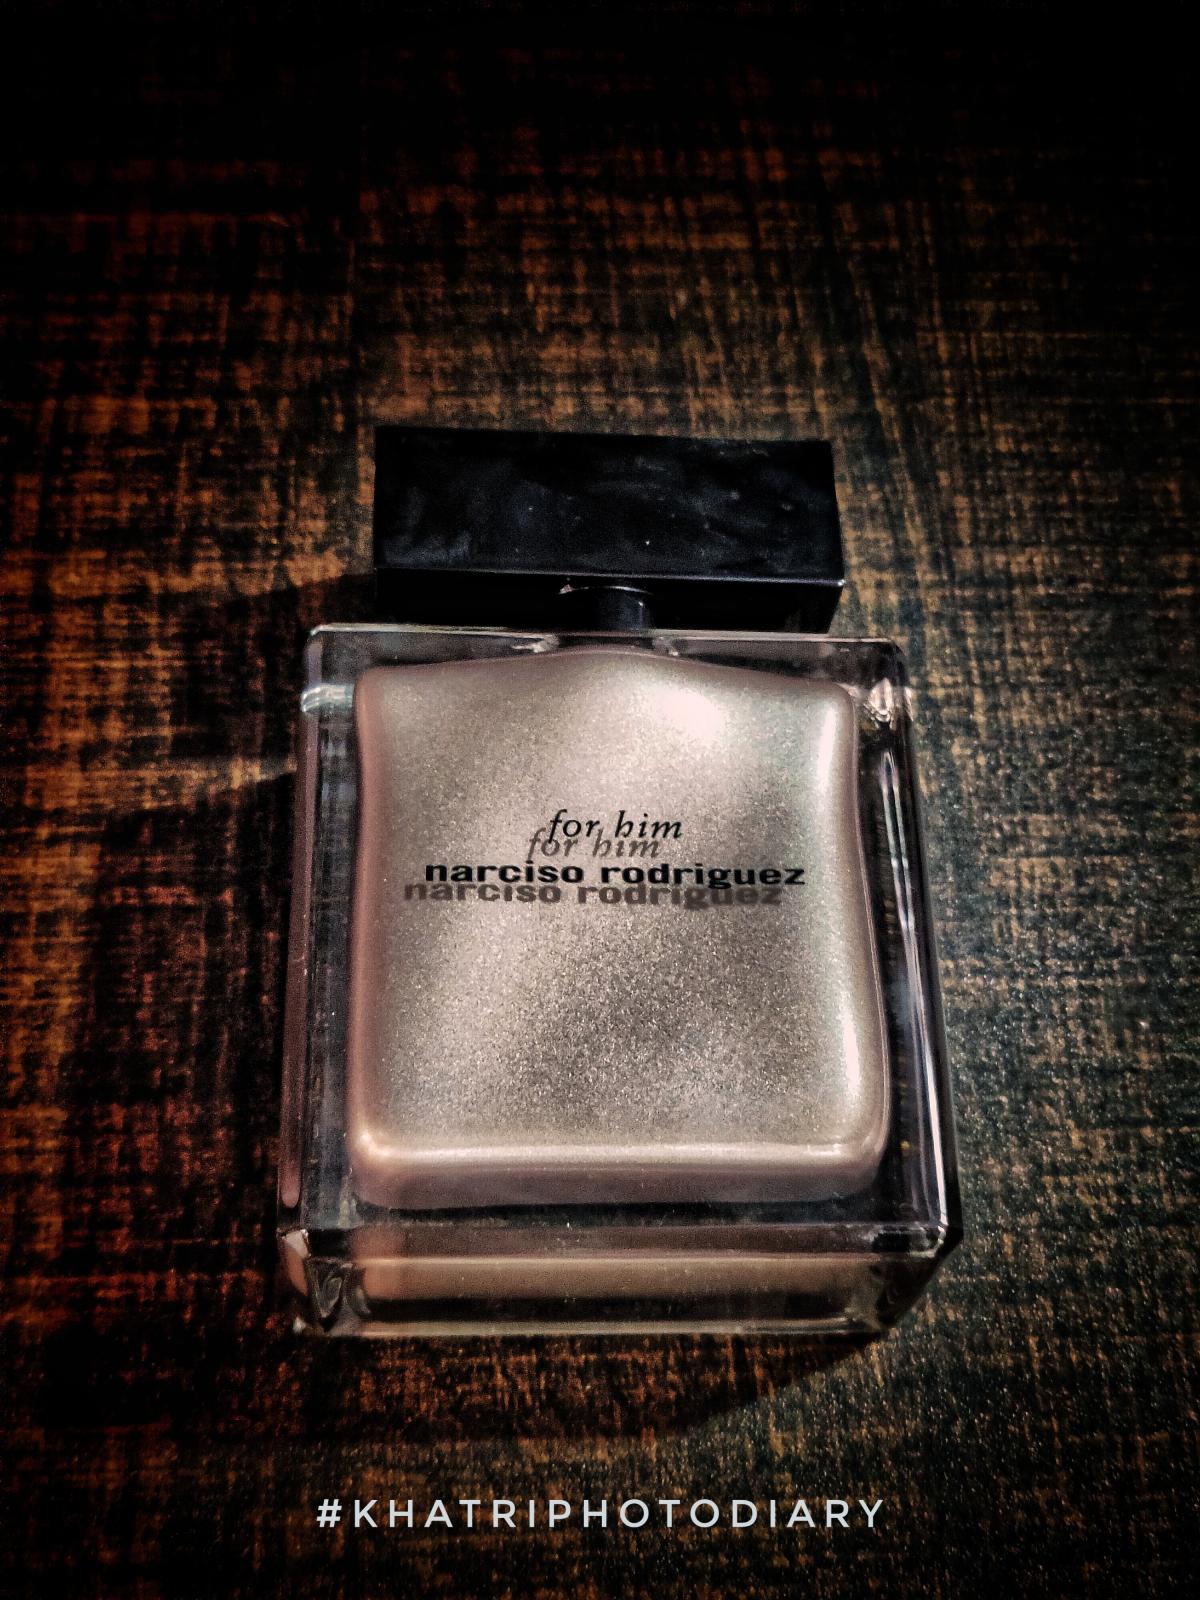 for him
narciso rodriguez
#KHATRIPHOTODIARY